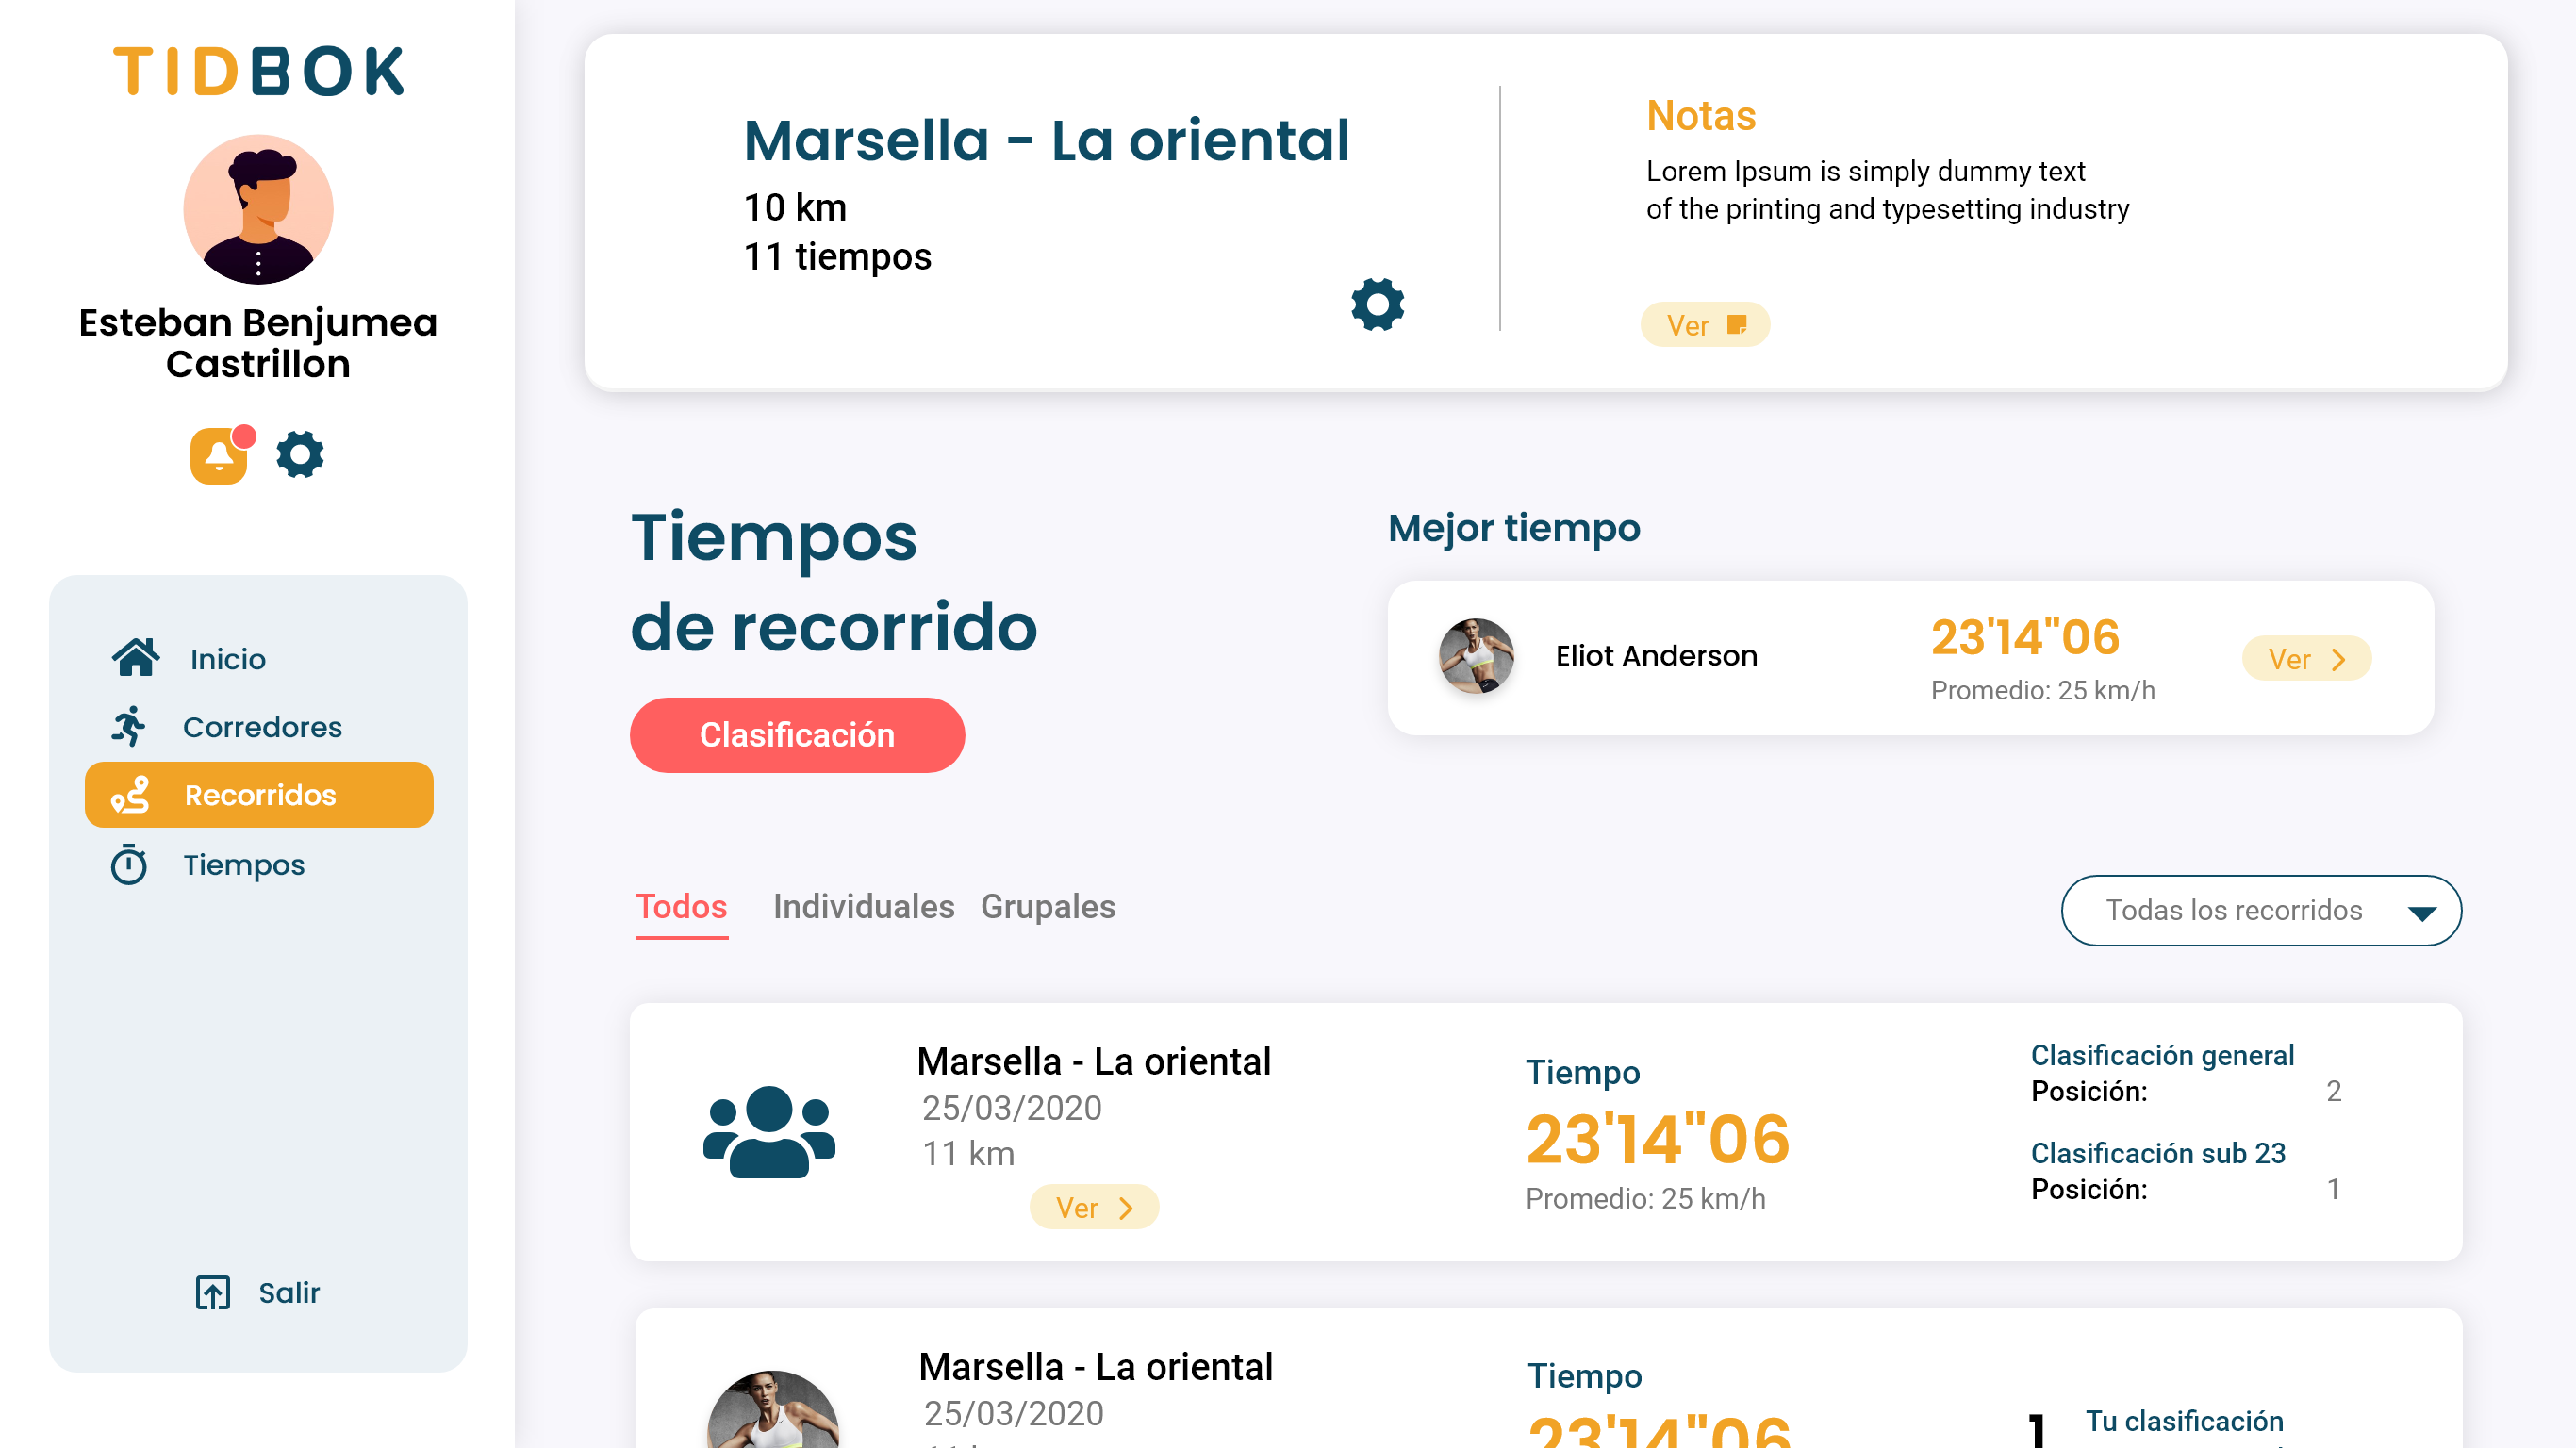 TIDBOK
Esteban Benjumea
Castrillon
Inicio
Corredores
Recorridos
Tiempos
Salir
Marsella - La oriental
10 km
11 tiempos
Notas
Lorem Ipsum is simply dummy text
of the printing and typesetting industry
Ver
Tiempos
de recorrido
Clasificación
Mejor tiempo
Eliot Anderson
23'14"06
Promedio: 25 km/h
Ver
Todos
Individuales
Grupales
Todas los recorridos
Marsella - La oriental
25/03/2020
11 km
Ver
Tiempo
23'14"06
Promedio: 25 km/h
Clasificación general
Posición: 2
Clasificación sub 23
Posición: 1
Marsella - La oriental
25/03/2020
Tiempo
23'14"06
1
Tu clasificación